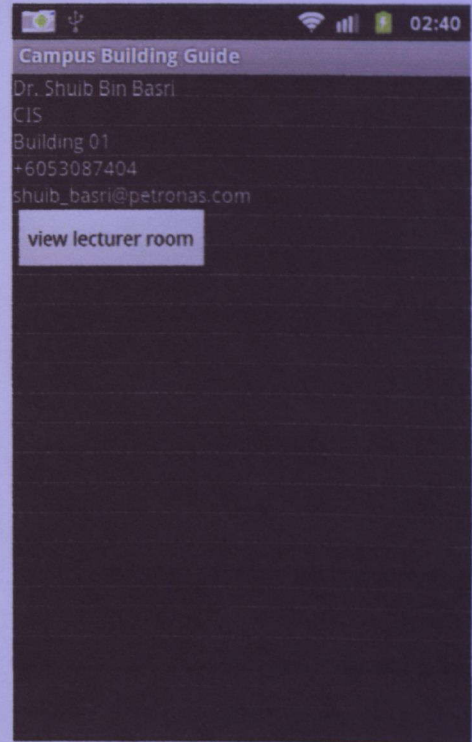 02:40
Campus Building Guide
Dr. Shuib Bin Basri
CIS
Building 01
+6053087404
shuib_basri@petronas.com
view lecturer room